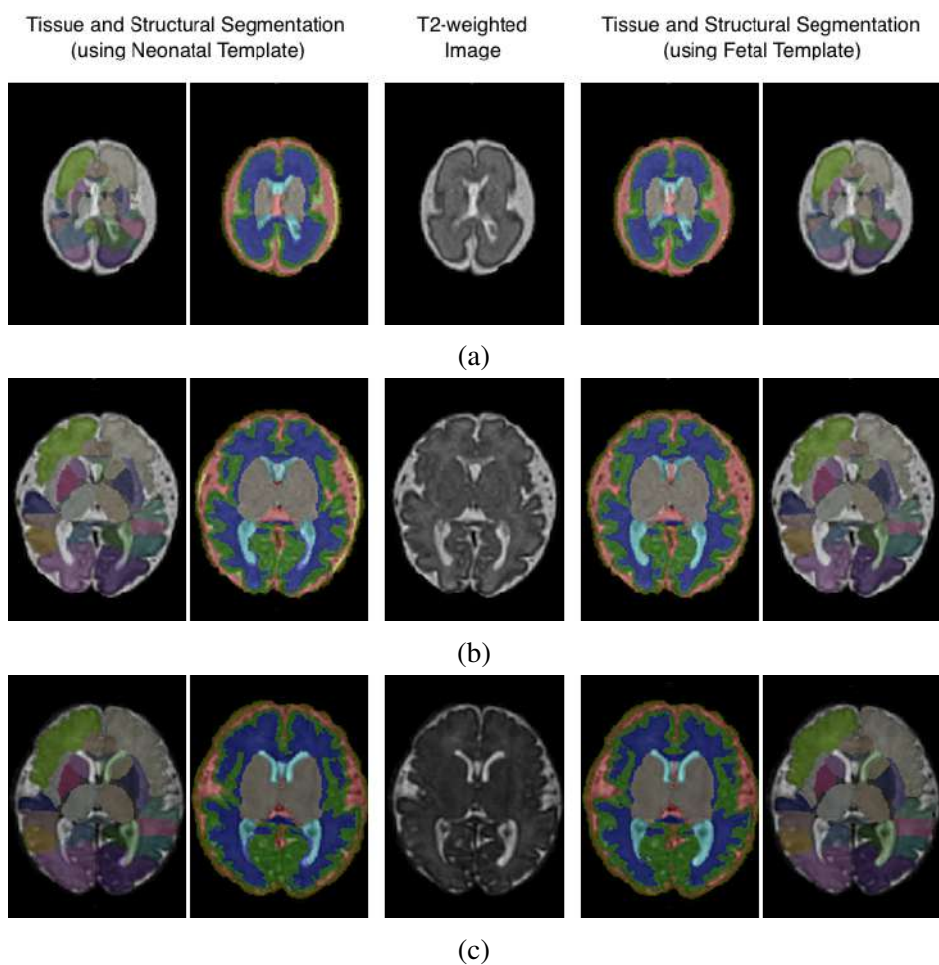 Tissue and Structural Segmentation
(using Neonatal Template)
T2-weighted
Image
Tissue and Structural Segmentation
(using Fetal Template)
(a)
(b)
(c)